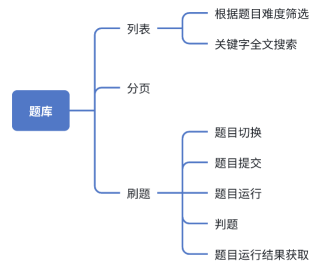 题库
列表
根据题目难度筛选
关键字全文搜索
分页
刷题
题目切换
题目提交
题目运行
判题
题目运行结果获取